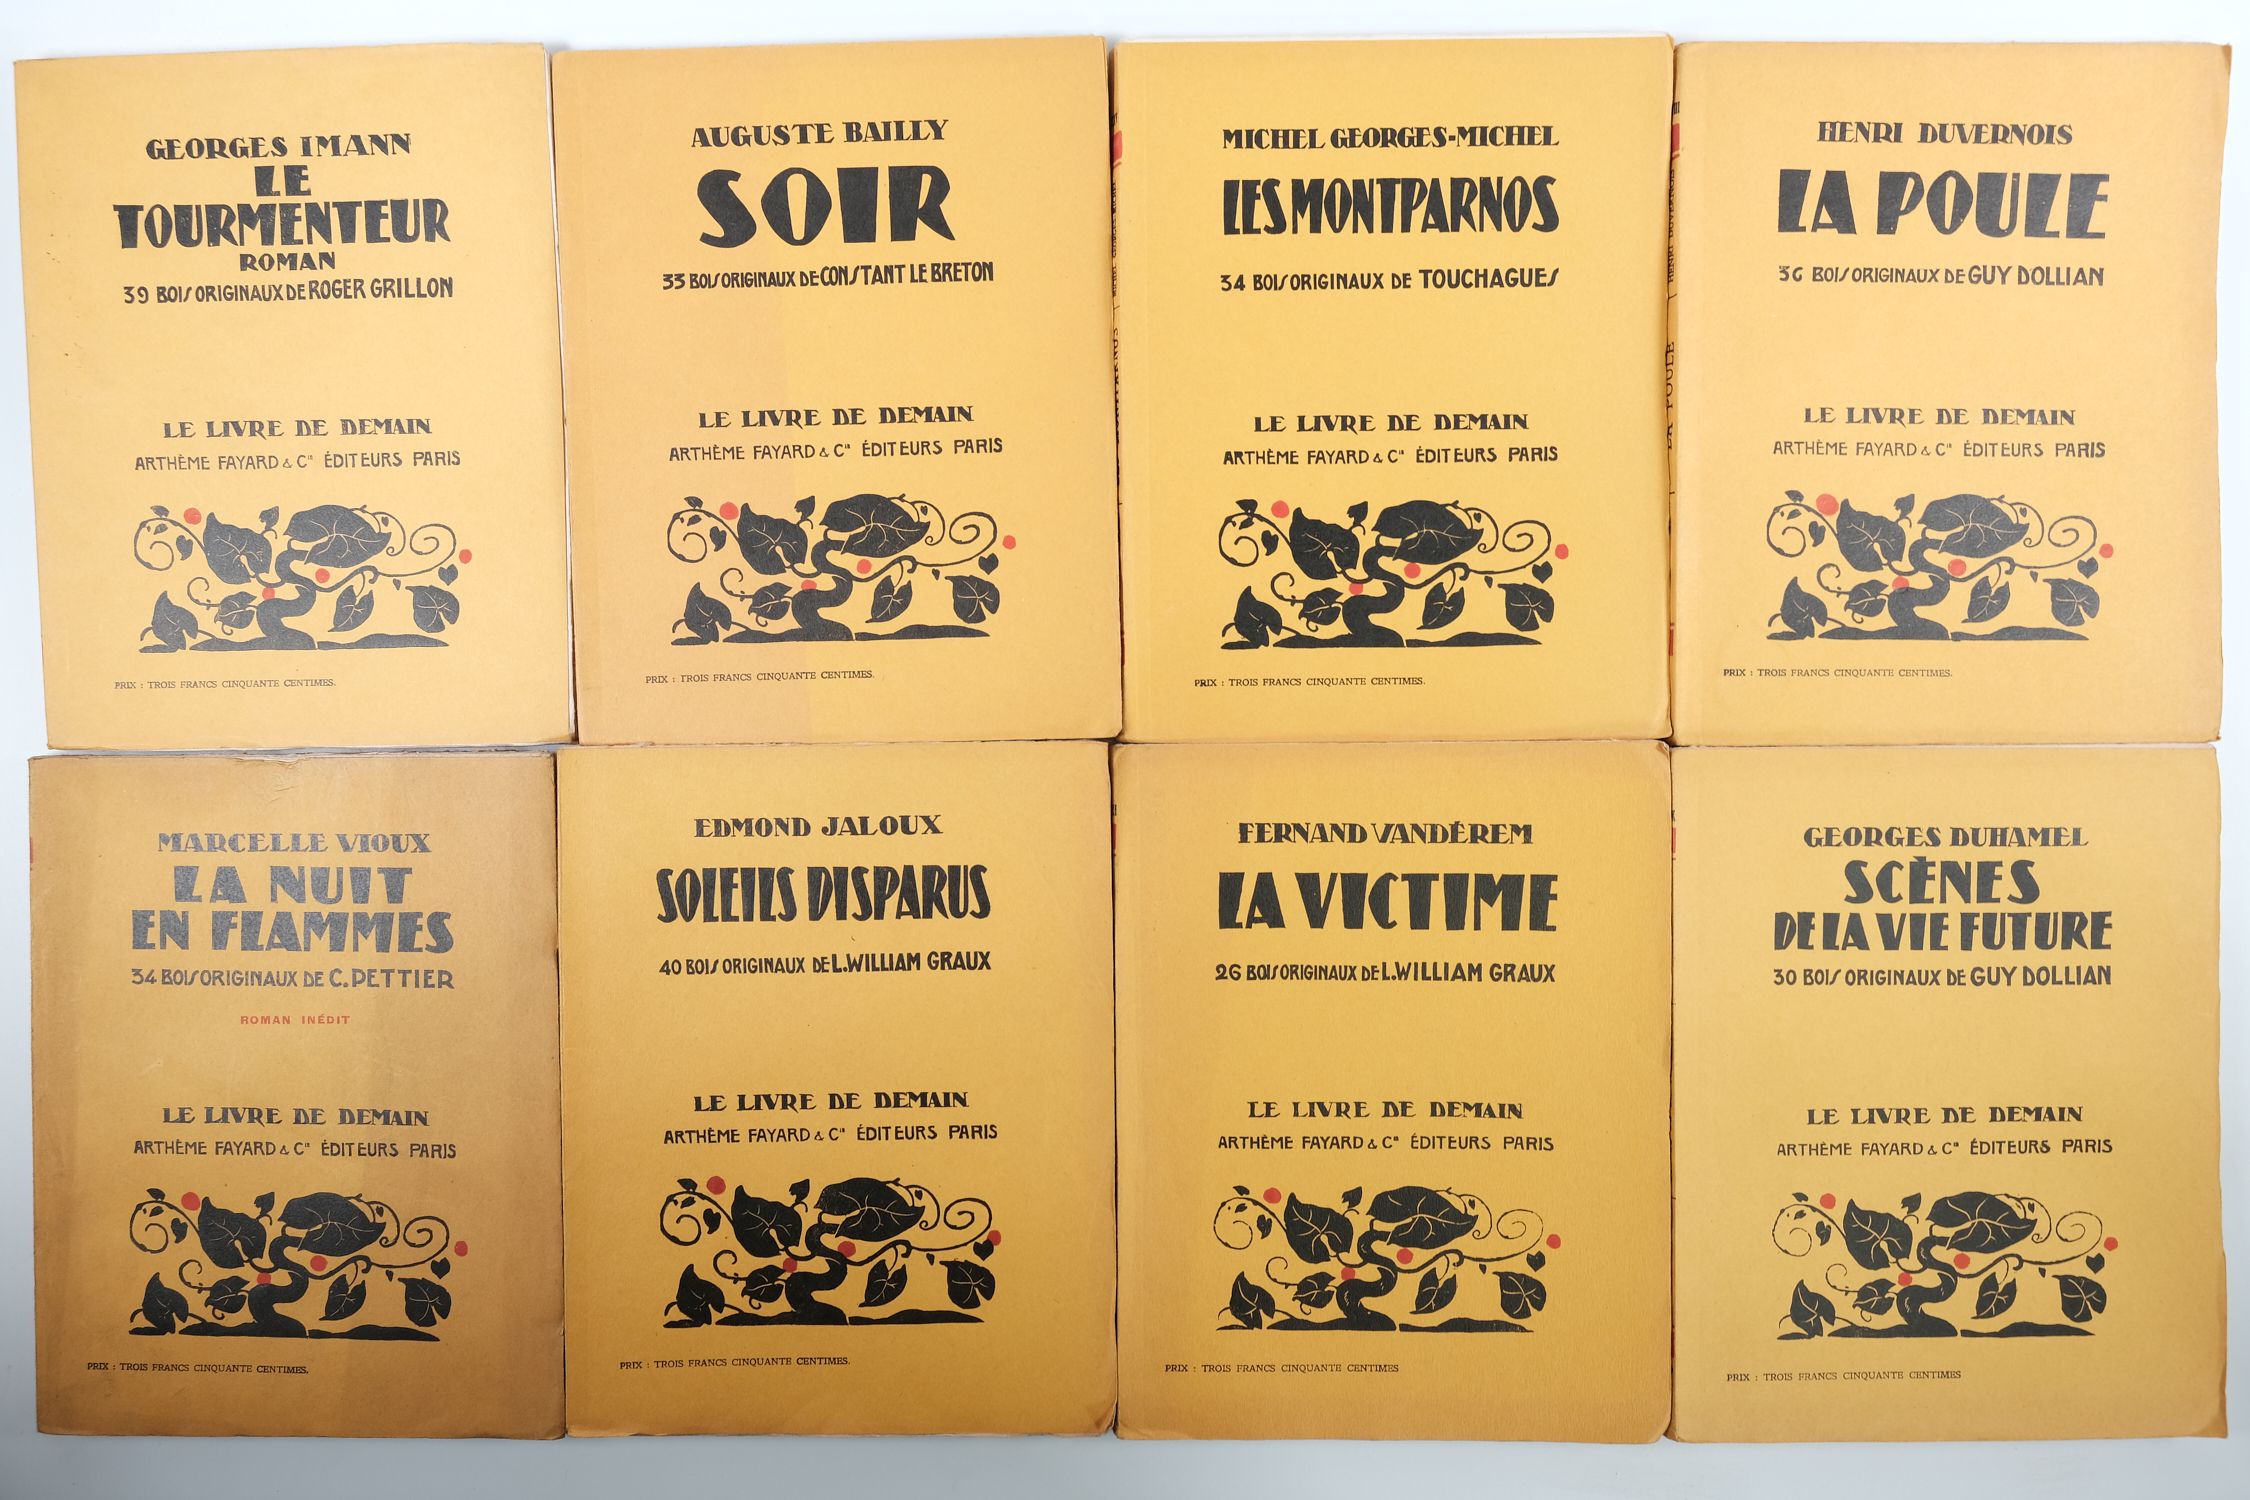 GEORGES IMANN
LE
TOURMENTEUR
ROMAN
39 BOIS ORIGINAUX DE ROGER GRILLON
LE LIVRE DE DEMAIN
ARTHÈME FAYARD & Cie ÉDITEURS PARIS
PRIX : TROIS FRANCS CINQUANTE CENTIMES.
AUGUSTE BAILLY
SOIR
33 BOIS ORIGINAUX DE CONSTANT LE BRETON
LE LIVRE DE DEMAIN
ARTHÈME FAYARD & Cie ÉDITEURS PARIS
PRIX : TROIS FRANCS CINQUANTE CENTIMES.
MICHEL GEORGES-MICHEL
LES MONTPARNOS
34 BOIS ORIGINAUX DE TOUCHAGUES
LE LIVRE DE DEMAIN
ARTHÈME FAYARD & Cie ÉDITEURS PARIS
PRIX : TROIS FRANCS CINQUANTE CENTIMES.
HENRI DUVERNOIS
LA POULE
HENRI DUVERNOIS
LA POULE
36 BOIS ORIGINAUX DE GUY DOLLIAN
LE LIVRE DE DEMAIN
ARTHÈME FAYARD & Cie ÉDITEURS PARIS
PRIX : TROIS FRANCS CINQUANTE CENTIMES.
MARCELLE VIOUX
LA NUIT
EN FLAMMES
34 BOIS ORIGINAUX DE C. PETTIER
ROMAN INÉDIT
LE LIVRE DE DEMAIN
ARTHÈME FAYARD & Cie ÉDITEURS PARIS
PRIX : TROIS FRANCS CINQUANTE CENTIMES.
EDMOND JALOUX
SOLEILS DISPARUS
40 BOIS ORIGINAUX DE L. WILLIAM GRAUX
LE LIVRE DE DEMAIN
ARTHÈME FAYARD & Cie ÉDITEURS PARIS
PRIX : TROIS FRANCS CINQUANTE CENTIMES.
FERNAND VANDÉREM
LA VICTIME
26 BOIS ORIGINAUX DE L. WILLIAM GRAUX
LE LIVRE DE DEMAIN
ARTHÈME FAYARD & Cie ÉDITEURS PARIS
PRIX : TROIS FRANCS CINQUANTE CENTIMES
GEORGES DUHAMEL
SCÈNES
DE LA VIE FUTURE
30 BOIS ORIGINAUX DE GUY DOLLIAN
LE LIVRE DE DEMAIN
ARTHÈME FAYARD & Cie ÉDITEURS PARIS
PRIX : TROIS FRANCS CINQUANTE CENTIMES